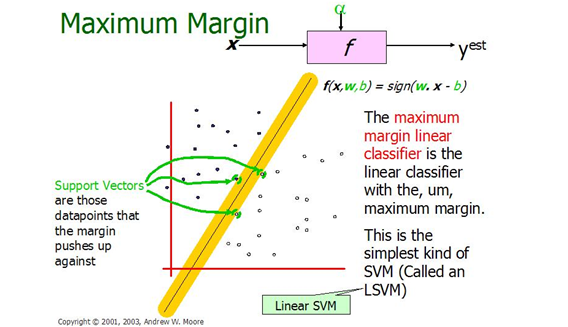 Maximum Margin
α
x
f
yest
f(x,w,b) = sign(w. x - b)
The maximum
margin linear
classifier is the
linear classifier
with the, um,
maximum margin.
This is the
simplest kind of
SVM (Called an
LSVM)
Support Vectors
are those
datapoints that
the margin
pushes up
against
Linear SVM
Copyright © 2001, 2003, Andrew W. Moore